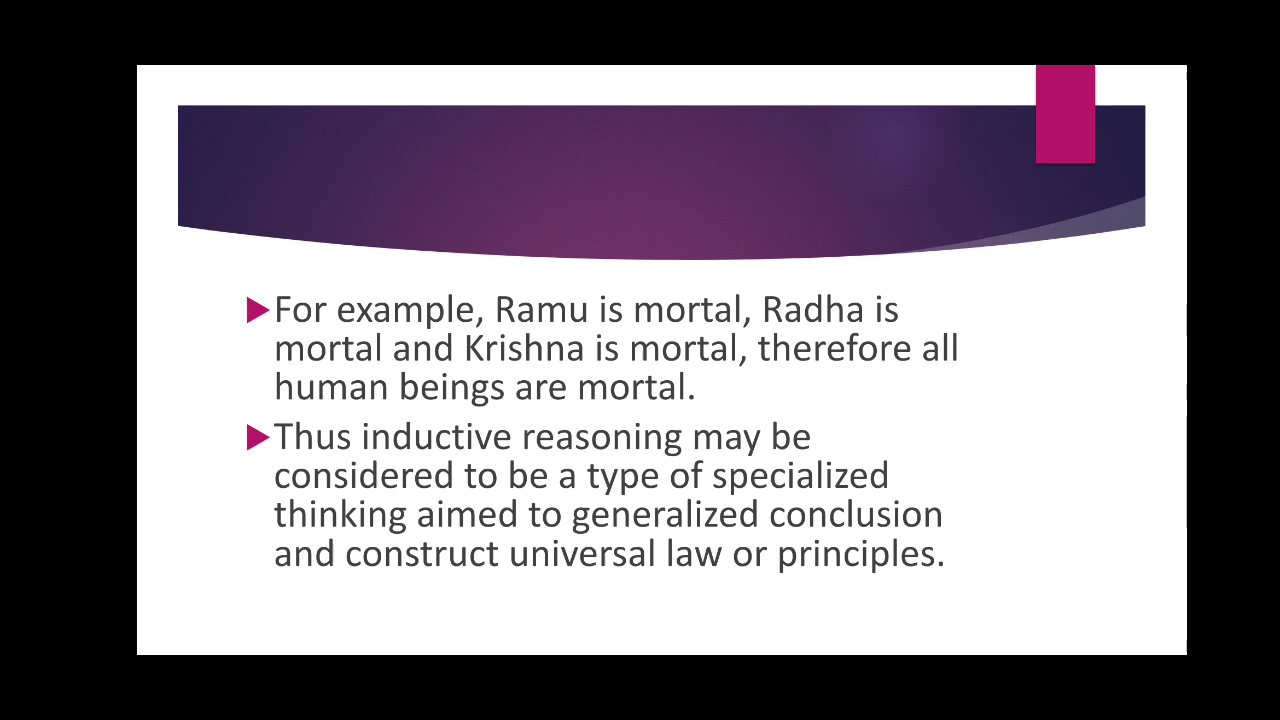 For example, Ramu is mortal, Radha is
mortal and Krishna is mortal, therefore all
human beings are mortal.
Thus inductive reasoning may be
considered to be a type of specialized
thinking aimed to generalized conclusion
and construct universal law or principles.